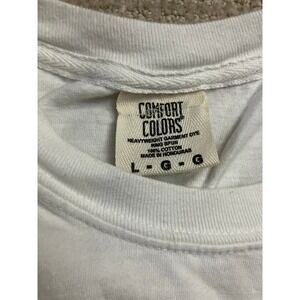 COMFORT
COLORS
HEAVYWEIGHT GARMENT DYE
RING SPUN
100% COTTON
MADE IN HONDURAS
L - G - G